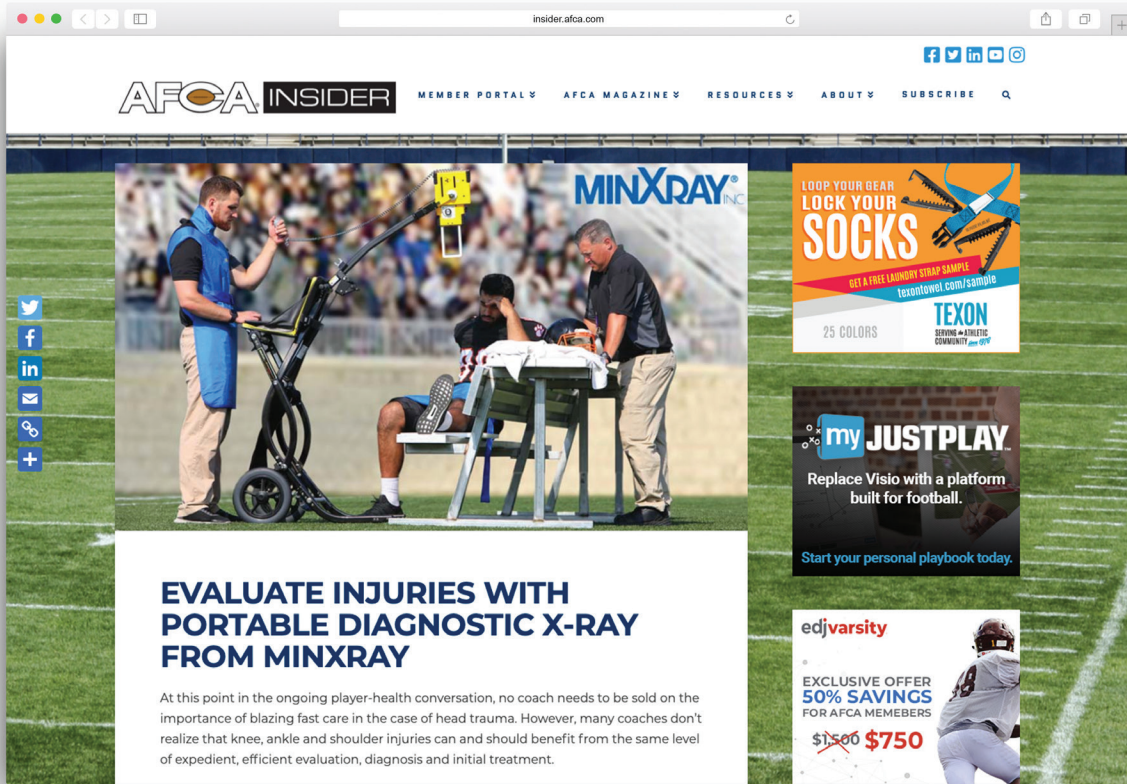 insider.afca.com
AFCA INSIDER
MEMBER PORTAL
AFCA MAGAZINE
RESOURCES
ABOUT
SUBSCRIBE
MINXRAY®
INC
LOOP YOUR GEAR
LOCK YOUR
SOCKS
GET A FREE LAUNDRY STRAP SAMPLE
texontowel.com/sample
25 COLORS
TEXON
SERVING the ATHLETIC
COMMUNITY since 1976
my JUSTPLAY
Replace Visio with a platform
built for football.
Start your personal playbook today.
EVALUATE INJURIES WITH
PORTABLE DIAGNOSTIC X-RAY
FROM MINXRAY
At this point in the ongoing player-health conversation, no coach needs to be sold on the
importance of blazing fast care in the case of head trauma. However, many coaches don't
realize that knee, ankle and shoulder injuries can and should benefit from the same level
of expedient, efficient evaluation, diagnosis and initial treatment.
edjvarsity
EXCLUSIVE OFFER
50% SAVINGS
FOR AFCA MEMEBERS
$1,500 $750